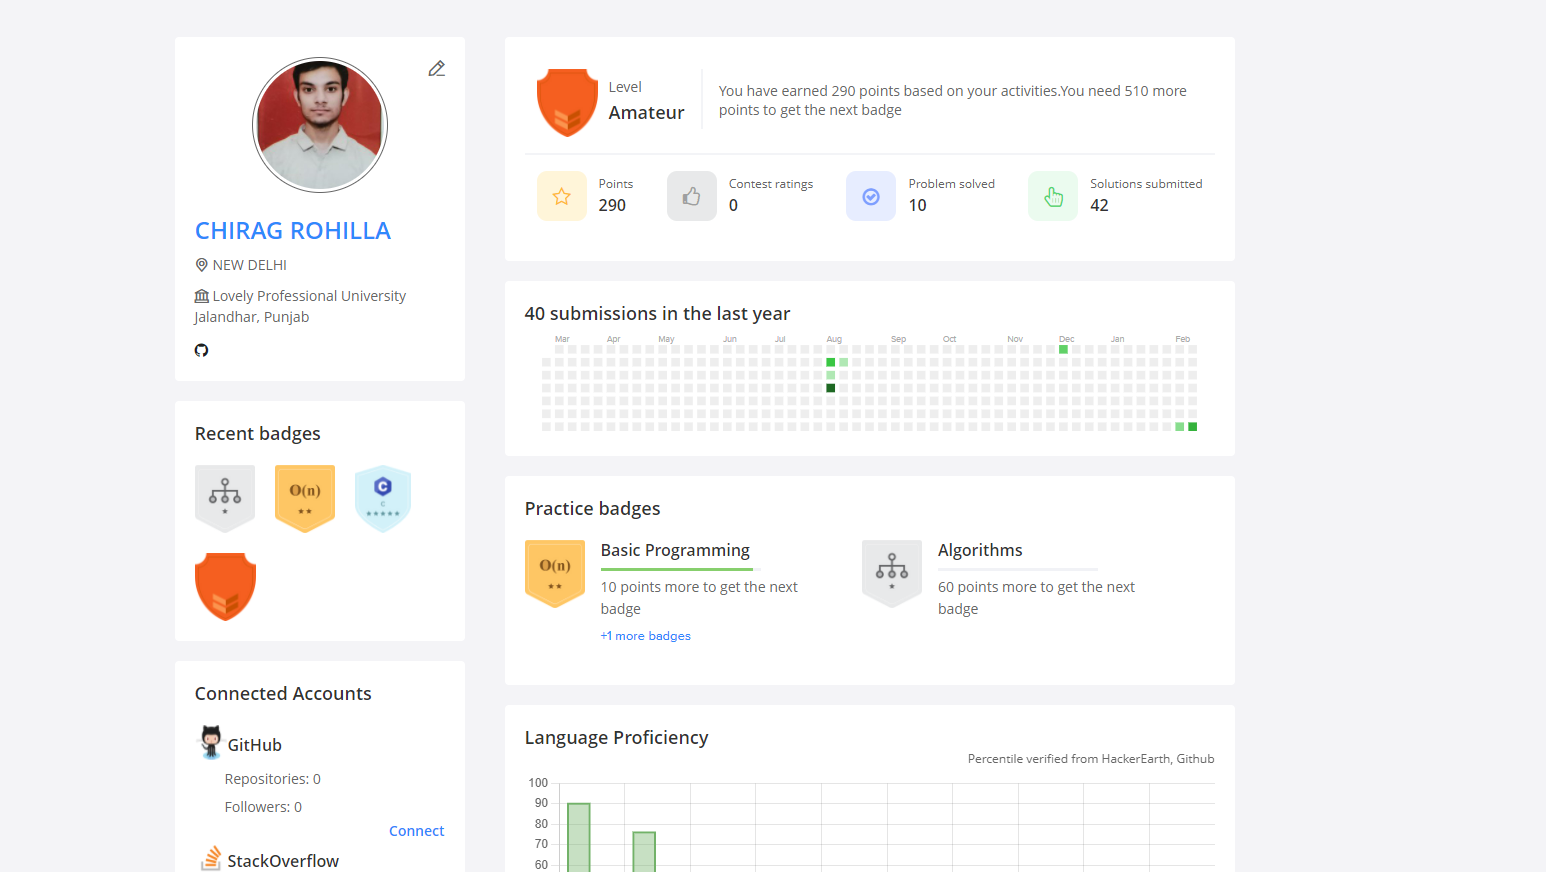 CHIRAG ROHILLA
NEW DELHI
Lovely Professional University
Jalandhar, Punjab
Recent badges
O(n)
C
C
Connected Accounts
GitHub
Repositories: 0
Followers: 0
Connect
StackOverflow
Level
Amateur
You have earned 290 points based on your activities.You need 510 more
points to get the next badge
Points
290
Contest ratings
0
Problem solved
10
Solutions submitted
42
40 submissions in the last year
Mar Apr May Jun Jul Aug Sep Oct Nov Dec Jan Feb
Practice badges
O(n)
Basic Programming
10 points more to get the next
badge
+1 more badges
Algorithms
60 points more to get the next
badge
Language Proficiency
Percentile verified from HackerEarth, Github
100
90
80
70
60